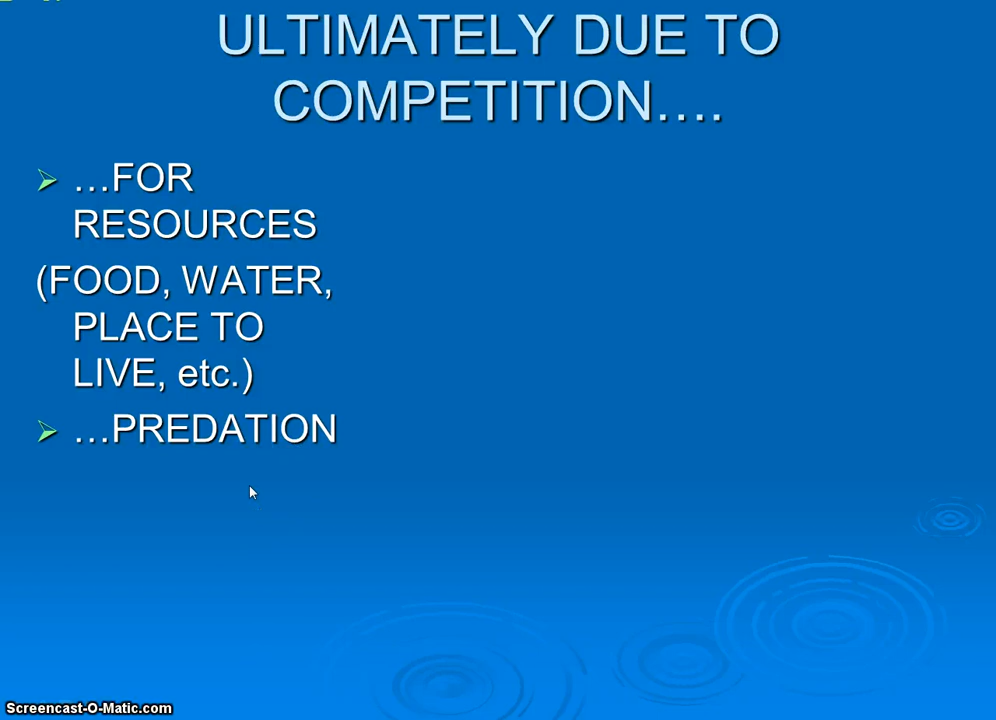 ULTIMATELY DUE TO
COMPETITION....
...FOR
RESOURCES
(FOOD, WATER,
PLACE TO
LIVE, etc.)
...PREDATION
Screencast-O-Matic.com